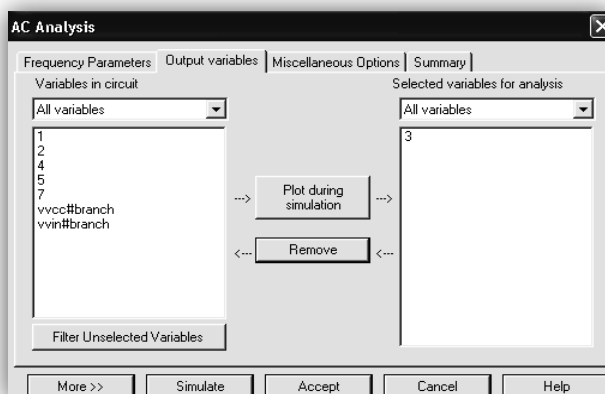 AC Analysis
Frequency Parameters Output variables Miscellaneous Options Summary
Variables in circuit Selected variables for analysis
All variables All variables
1 3
2
4
5
7
vvcc#branch
vvin#branch
---> Plot during simulation --->
<--- Remove <---
Filter Unselected Variables
More >> Simulate Accept Cancel Help